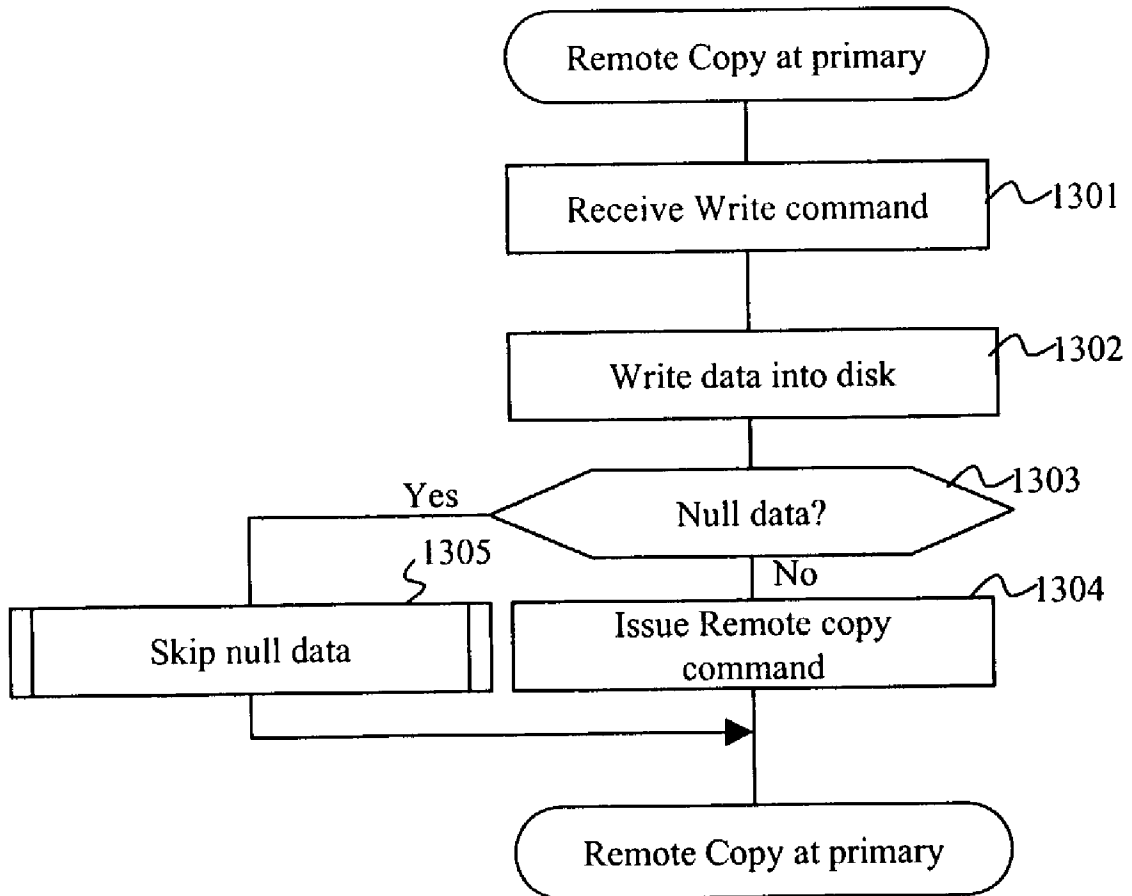 Remote Copy at primary
Receive Write command
1301
Write data into disk
1302
Null data?
1303
Yes
No
1305
Skip null data
Issue Remote copy
command
1304
Remote Copy at primary